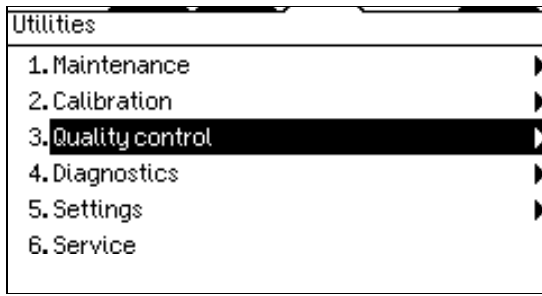 Utilities
1. Maintenance
2. Calibration
3. Quality control
4. Diagnostics
5. Settings
6. Service